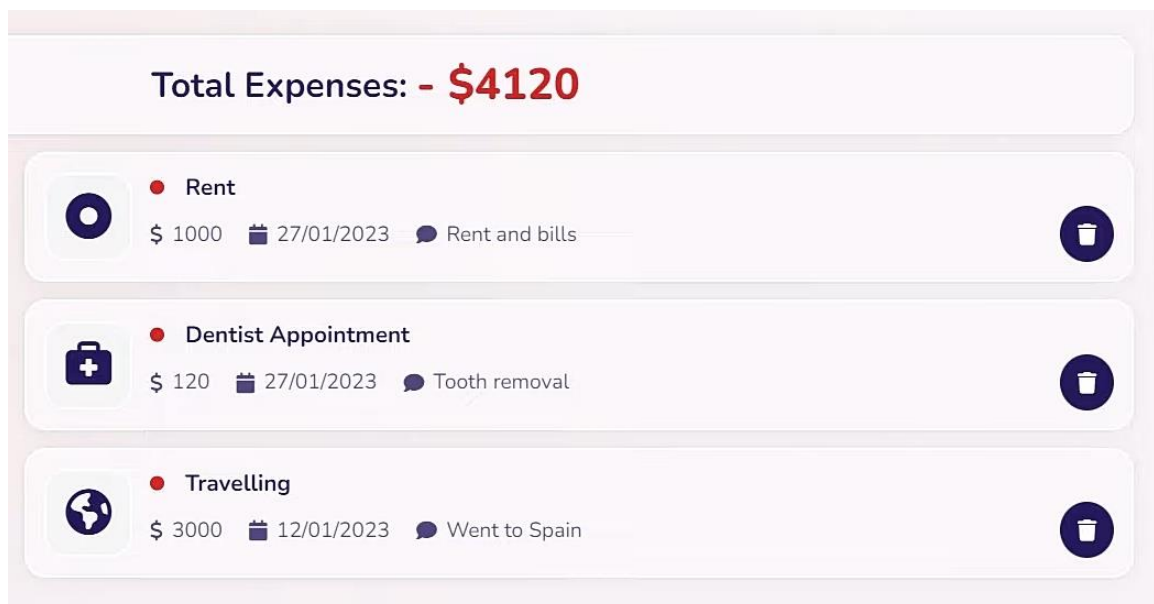 Total Expenses: - $4120
Rent
$ 1000 27/01/2023 Rent and bills
Dentist Appointment
$ 120 27/01/2023 Tooth removal
Travelling
$ 3000 12/01/2023 Went to Spain